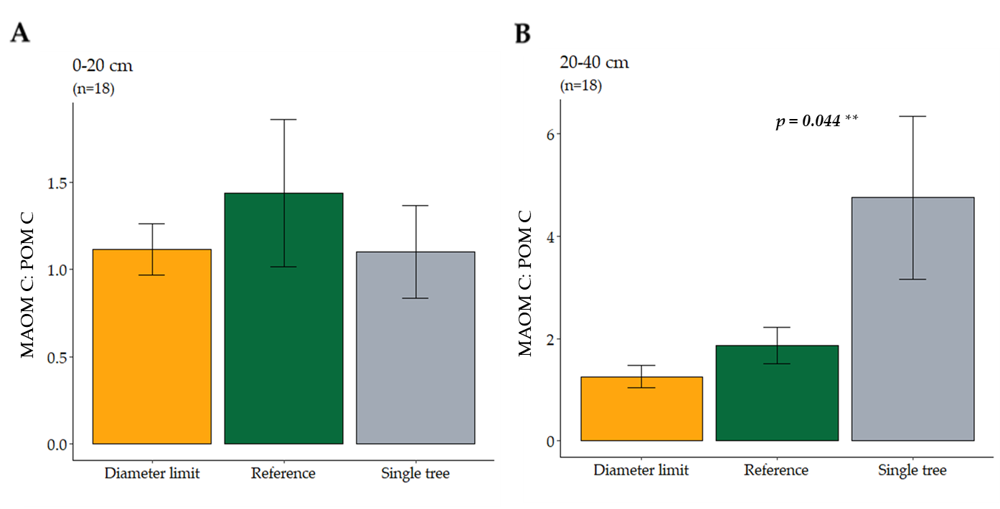 A
0-20 cm
(n=18)
MAOM C: POM C
1.5
1.0
0.5
0.0
Diameter limit
Reference
Single tree
B
20-40 cm
(n=18)
p = 0.044 **
MAOM C: POM C
6
4
2
0
Diameter limit
Reference
Single tree